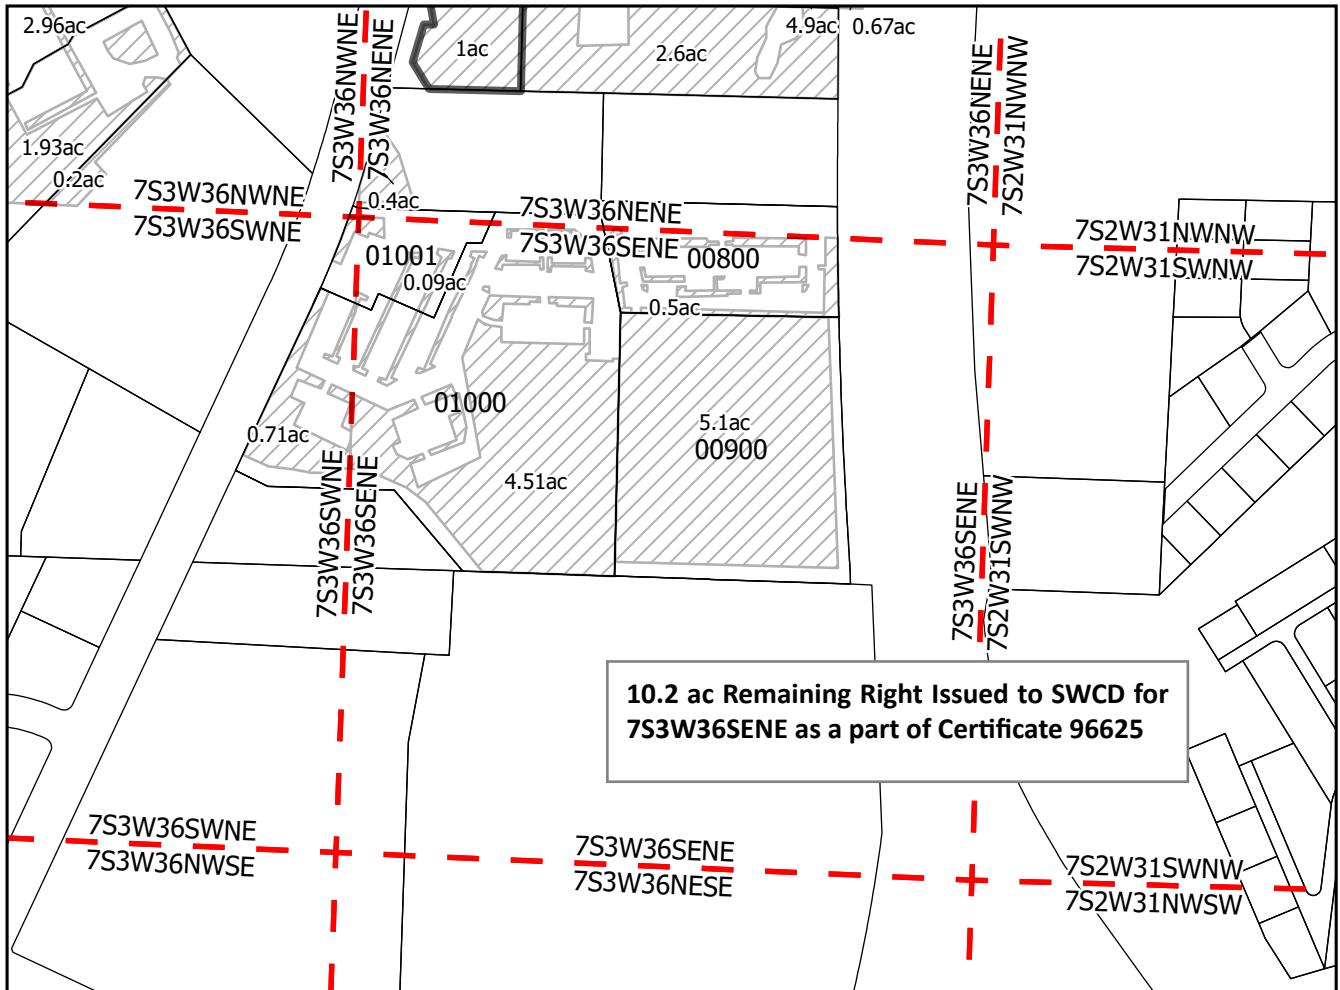 2.96ac
1ac
2.6ac
4.9ac
0.67ac
7S3W36NWNE
7S3W36NENE
7S3W36NENE
7S2W31NWNW
1.93ac
0.2ac
7S3W36NWNE
7S3W36SWNE
0.4ac
7S3W36NENE
7S3W36SENE
7S2W31NWNW
7S2W31SWNW
01001
0.09ac
00800
0.5ac
01000
0.71ac
4.51ac
5.1ac
00900
7S3W36SWNE
7S3W36SENE
7S3W36SENE
7S2W31SWNW
10.2 ac Remaining Right Issued to SWCD for
7S3W36SENE as a part of Certificate 96625
7S3W36SWNE
7S3W36NWSE
7S3W36SENE
7S3W36NESE
7S2W31SWNW
7S2W31NWSW